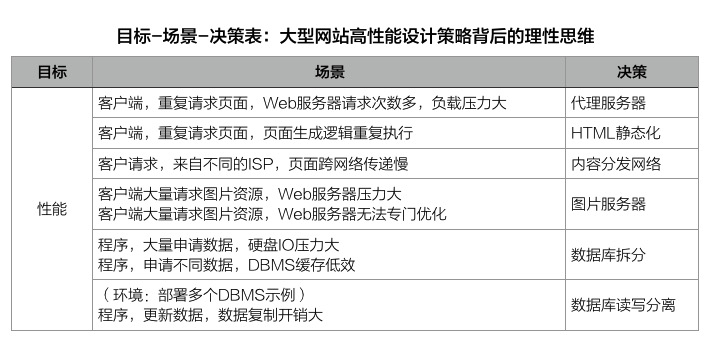 目标–场景–决策表：大型网站高性能设计策略背后的理性思维
目标 场景 决策
性能
客户端，重复请求页面，Web服务器请求次数多，负载压力大 代理服务器
客户端，重复请求页面，页面生成逻辑重复执行 HTML静态化
客户请求，来自不同的ISP，页面跨网络传递慢 内容分发网络
客户端大量请求图片资源，Web服务器压力大
客户端大量请求图片资源，Web服务器无法专门优化
图片服务器
程序，大量申请数据，硬盘IO压力大
程序，申请不同数据，DBMS缓存低效
数据库拆分
（环境：部署多个DBMS示例）
程序，更新数据，数据复制开销大
数据库读写分离